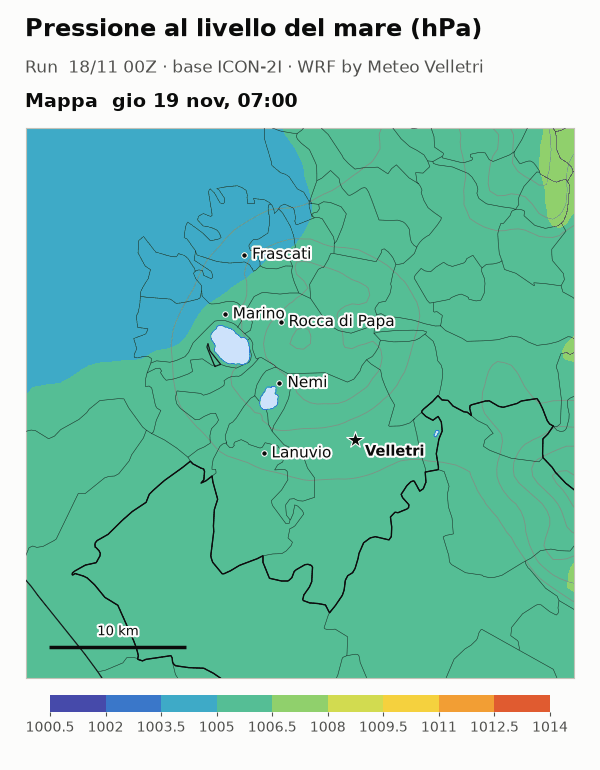 Pressione al livello del mare (hPa)
Run  18/11 00Z · base ICON-2I · WRF by Meteo Velletri
Mappa  gio 19 nov, 07:00
Frascati
Marino
Rocca di Papa
Nemi
Velletri
Lanuvio
10 km
1000.5 1002 1003.5 1005 1006.5 1008 1009.5 1011 1012.5 1014